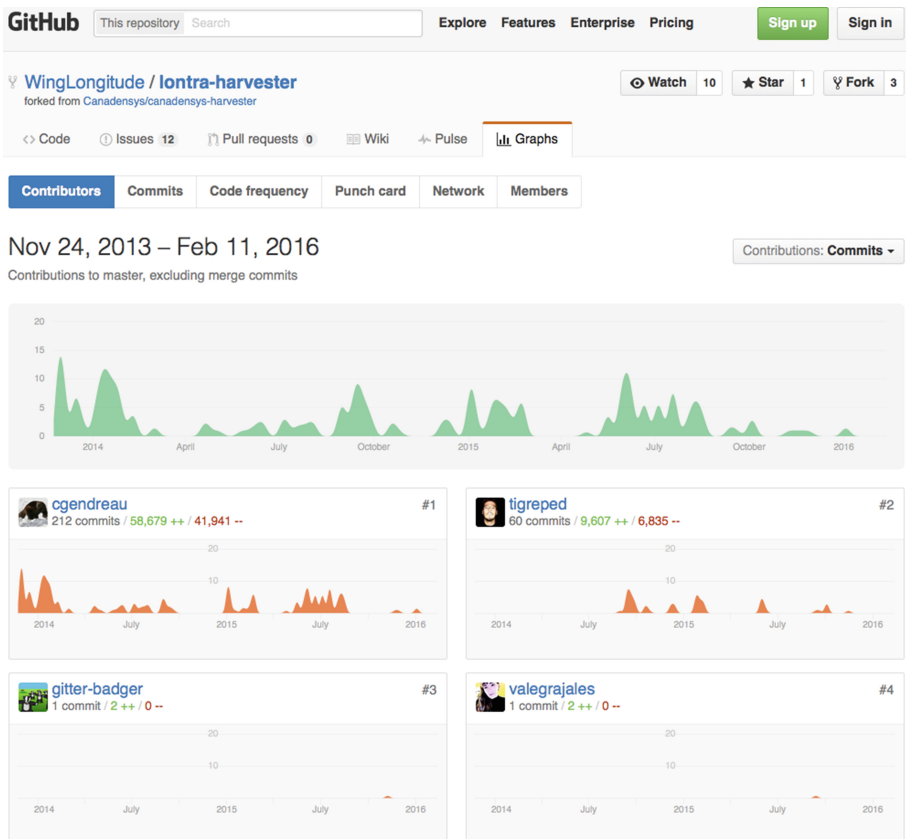 GitHub This repository Search Explore Features Enterprise Pricing Sign up Sign in
WingLongitude / lontra-harvester Watch 10 Star 1 Fork 3
forked from Canadensys/canadensys-harvester
Code Issues 12 Pull requests 0 Wiki Pulse Graphs
Contributors Commits Code frequency Punch card Network Members
Nov 24, 2013 – Feb 11, 2016 Contributions: Commits
Contributions to master, excluding merge commits
20
15
10
5
0
2014 April July October 2015 April July October 2016
cgendreau #1
212 commits / 58,679 ++ / 41,941 --
20
10
2014 July 2015 July 2016
tigreped #2
60 commits / 9,607 ++ / 6,835 --
20
10
2014 July 2015 July 2016
gitter-badger #3
1 commit / 2 ++ / 0 --
20
10
2014 July 2015 July 2016
valegrajales #4
1 commit / 2 ++ / 0 --
20
10
2014 July 2015 July 2016